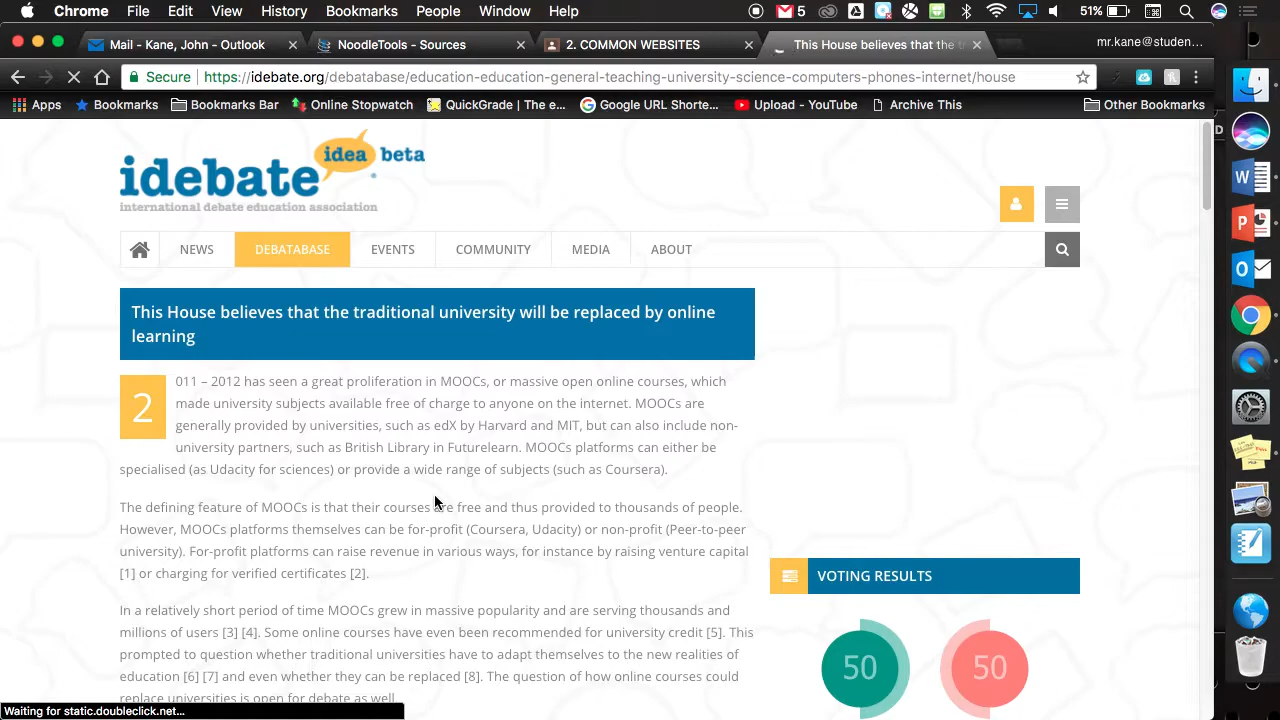 Chrome File Edit View History Bookmarks People Window Help 5 51%
Mail - Kane, John - Outlook NoodleTools - Sources 2. COMMON WEBSITES This House believes that the tr mr.kane@studen...
Secure https://idebate.org/debatabase/education-education-general-teaching-university-science-computers-phones-internet/house
Apps Bookmarks Bookmarks Bar Online Stopwatch QuickGrade | The e... Google URL Shorte... Upload - YouTube Archive This Other Bookmarks
idebate idea beta
international debate education association
NEWS DEBATABASE EVENTS COMMUNITY MEDIA ABOUT
This House believes that the traditional university will be replaced by online
learning
2 011 – 2012 has seen a great proliferation in MOOCs, or massive open online courses, which
made university subjects available free of charge to anyone on the internet. MOOCs are
generally provided by universities, such as edX by Harvard and MIT, but can also include non-
university partners, such as British Library in Futurelearn. MOOCs platforms can either be
specialised (as Udacity for sciences) or provide a wide range of subjects (such as Coursera).
The defining feature of MOOCs is that their courses are free and thus provided to thousands of people.
However, MOOCs platforms themselves can be for-profit (Coursera, Udacity) or non-profit (Peer-to-peer
university). For-profit platforms can raise revenue in various ways, for instance by raising venture capital
[1] or charging for verified certificates [2].
In a relatively short period of time MOOCs grew in massive popularity and are serving thousands and
millions of users [3] [4]. Some online courses have even been recommended for university credit [5]. This
prompted to question whether traditional universities have to adapt themselves to the new realities of
education [6] [7] and even whether they can be replaced [8]. The question of how online courses could
replace universities is open for debate as well.
VOTING RESULTS
50 50
Waiting for static.doubleclick.net...